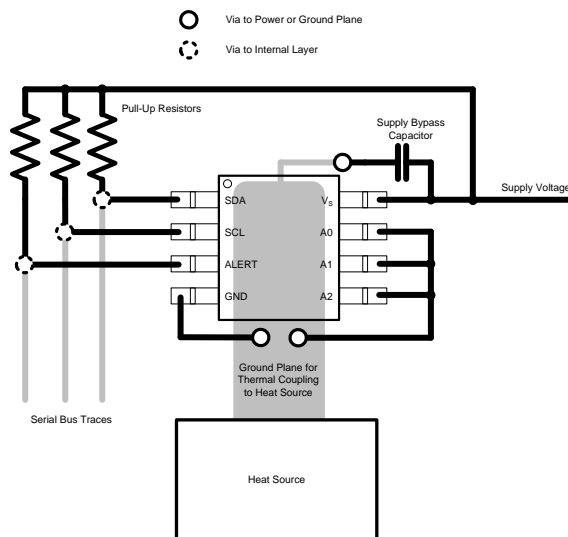 Via to Power or Ground Plane
Via to Internal Layer
Pull-Up Resistors
Supply Bypass
Capacitor
Supply Voltage
SDA
VS
SCL
A0
ALERT
A1
GND
A2
Ground Plane for
Thermal Coupling
to Heat Source
Serial Bus Traces
Heat Source